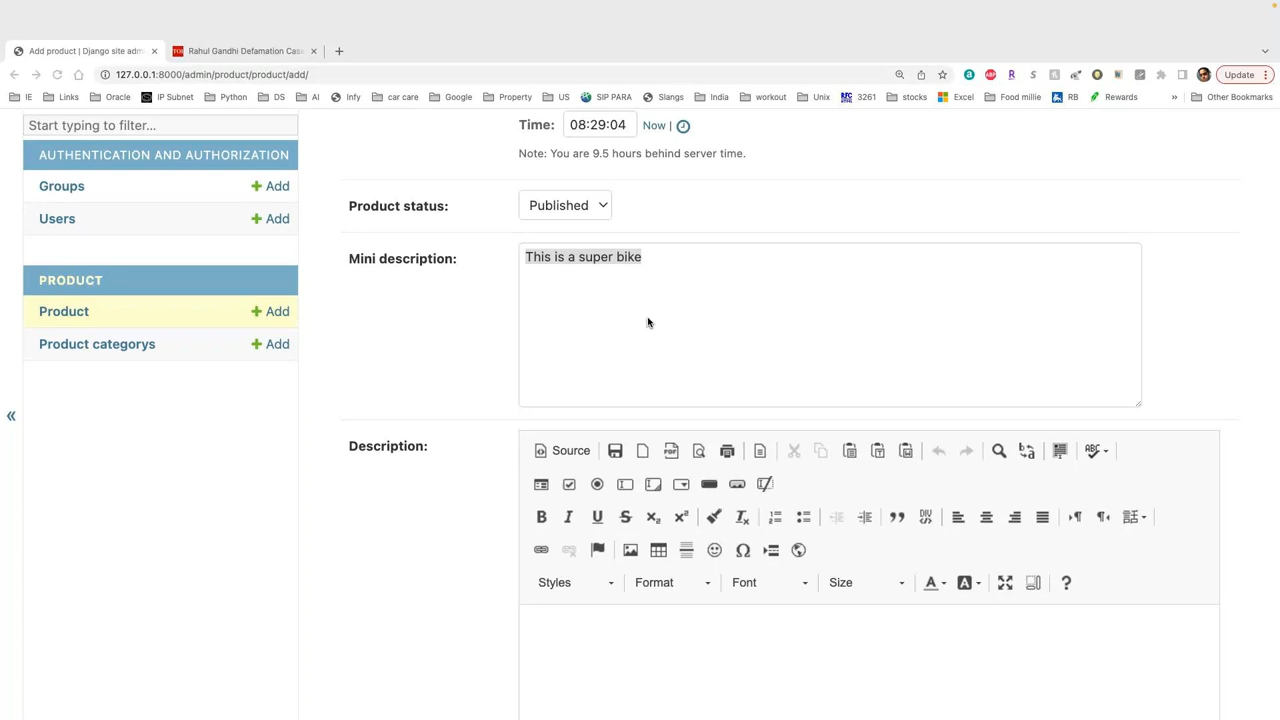 Add product | Django site adm
Rahul Gandhi Defamation Case
127.0.0.1:8000/admin/product/product/add/
Update
IE Links Oracle IP Subnet Python DS AI Infy car care Google Property US SIP PARA Slangs India workout Unix 3261 stocks Excel Food millie RB Rewards » Other Bookmarks
Start typing to filter...
AUTHENTICATION AND AUTHORIZATION
Groups + Add
Users + Add
PRODUCT
Product + Add
Product categorys + Add
«
Time: 08:29:04 Now |
Note: You are 9.5 hours behind server time.
Product status: Published
Mini description: This is a super bike
Description:
Source
Styles Format Font Size A A ?